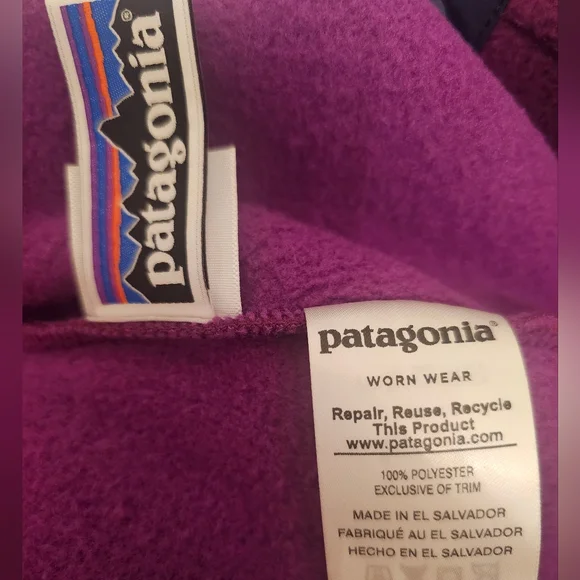 patagonia®
patagonia®
WORN WEAR
Repair, Reuse, Recycle
This Product
www.patagonia.com
100% POLYESTER
EXCLUSIVE OF TRIM
MADE IN EL SALVADOR
FABRIQUÉ AU EL SALVADOR
HECHO EN EL SALVADOR